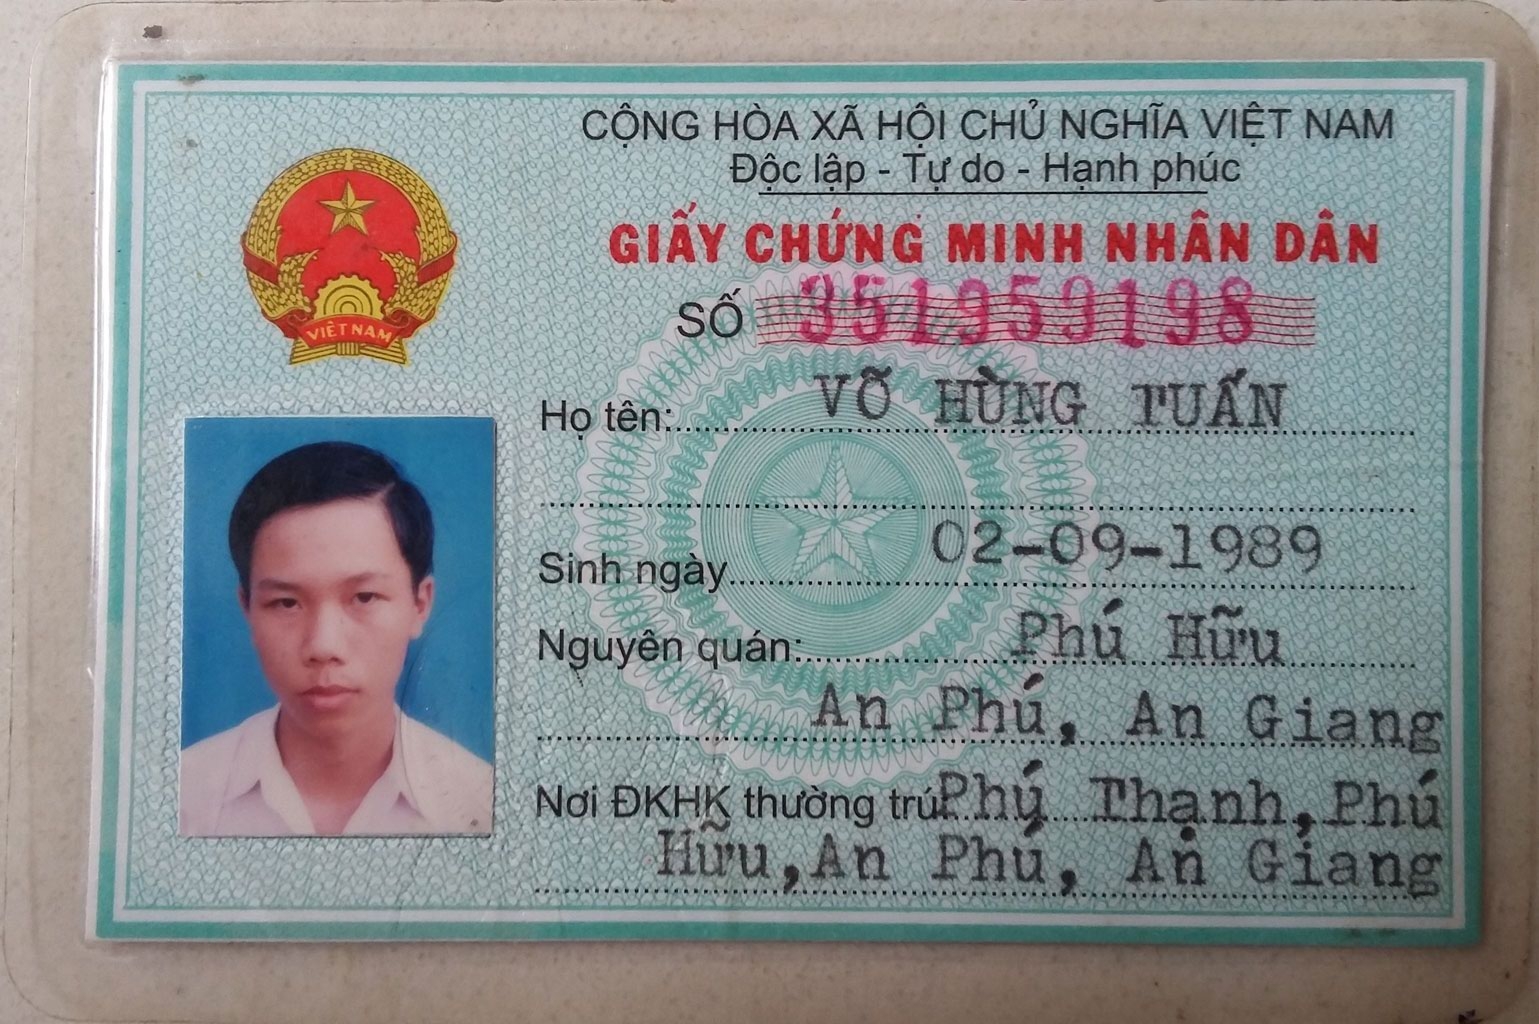 CỘNG HÒA XÃ HỘI CHỦ NGHĨA VIỆT NAM
Độc lập - Tự do - Hạnh phúc
GIẤY CHỨNG MINH NHÂN DÂN
SỐ 351959198
VIỆT NAM
Họ tên: VÕ HÙNG TUẤN
Sinh ngày 02-09-1989
Nguyên quán: Phú Hữu
An Phú, An Giang
Nơi ĐKHK thường trú: Phú Thạnh, Phú
Hữu, An Phú, An Giang